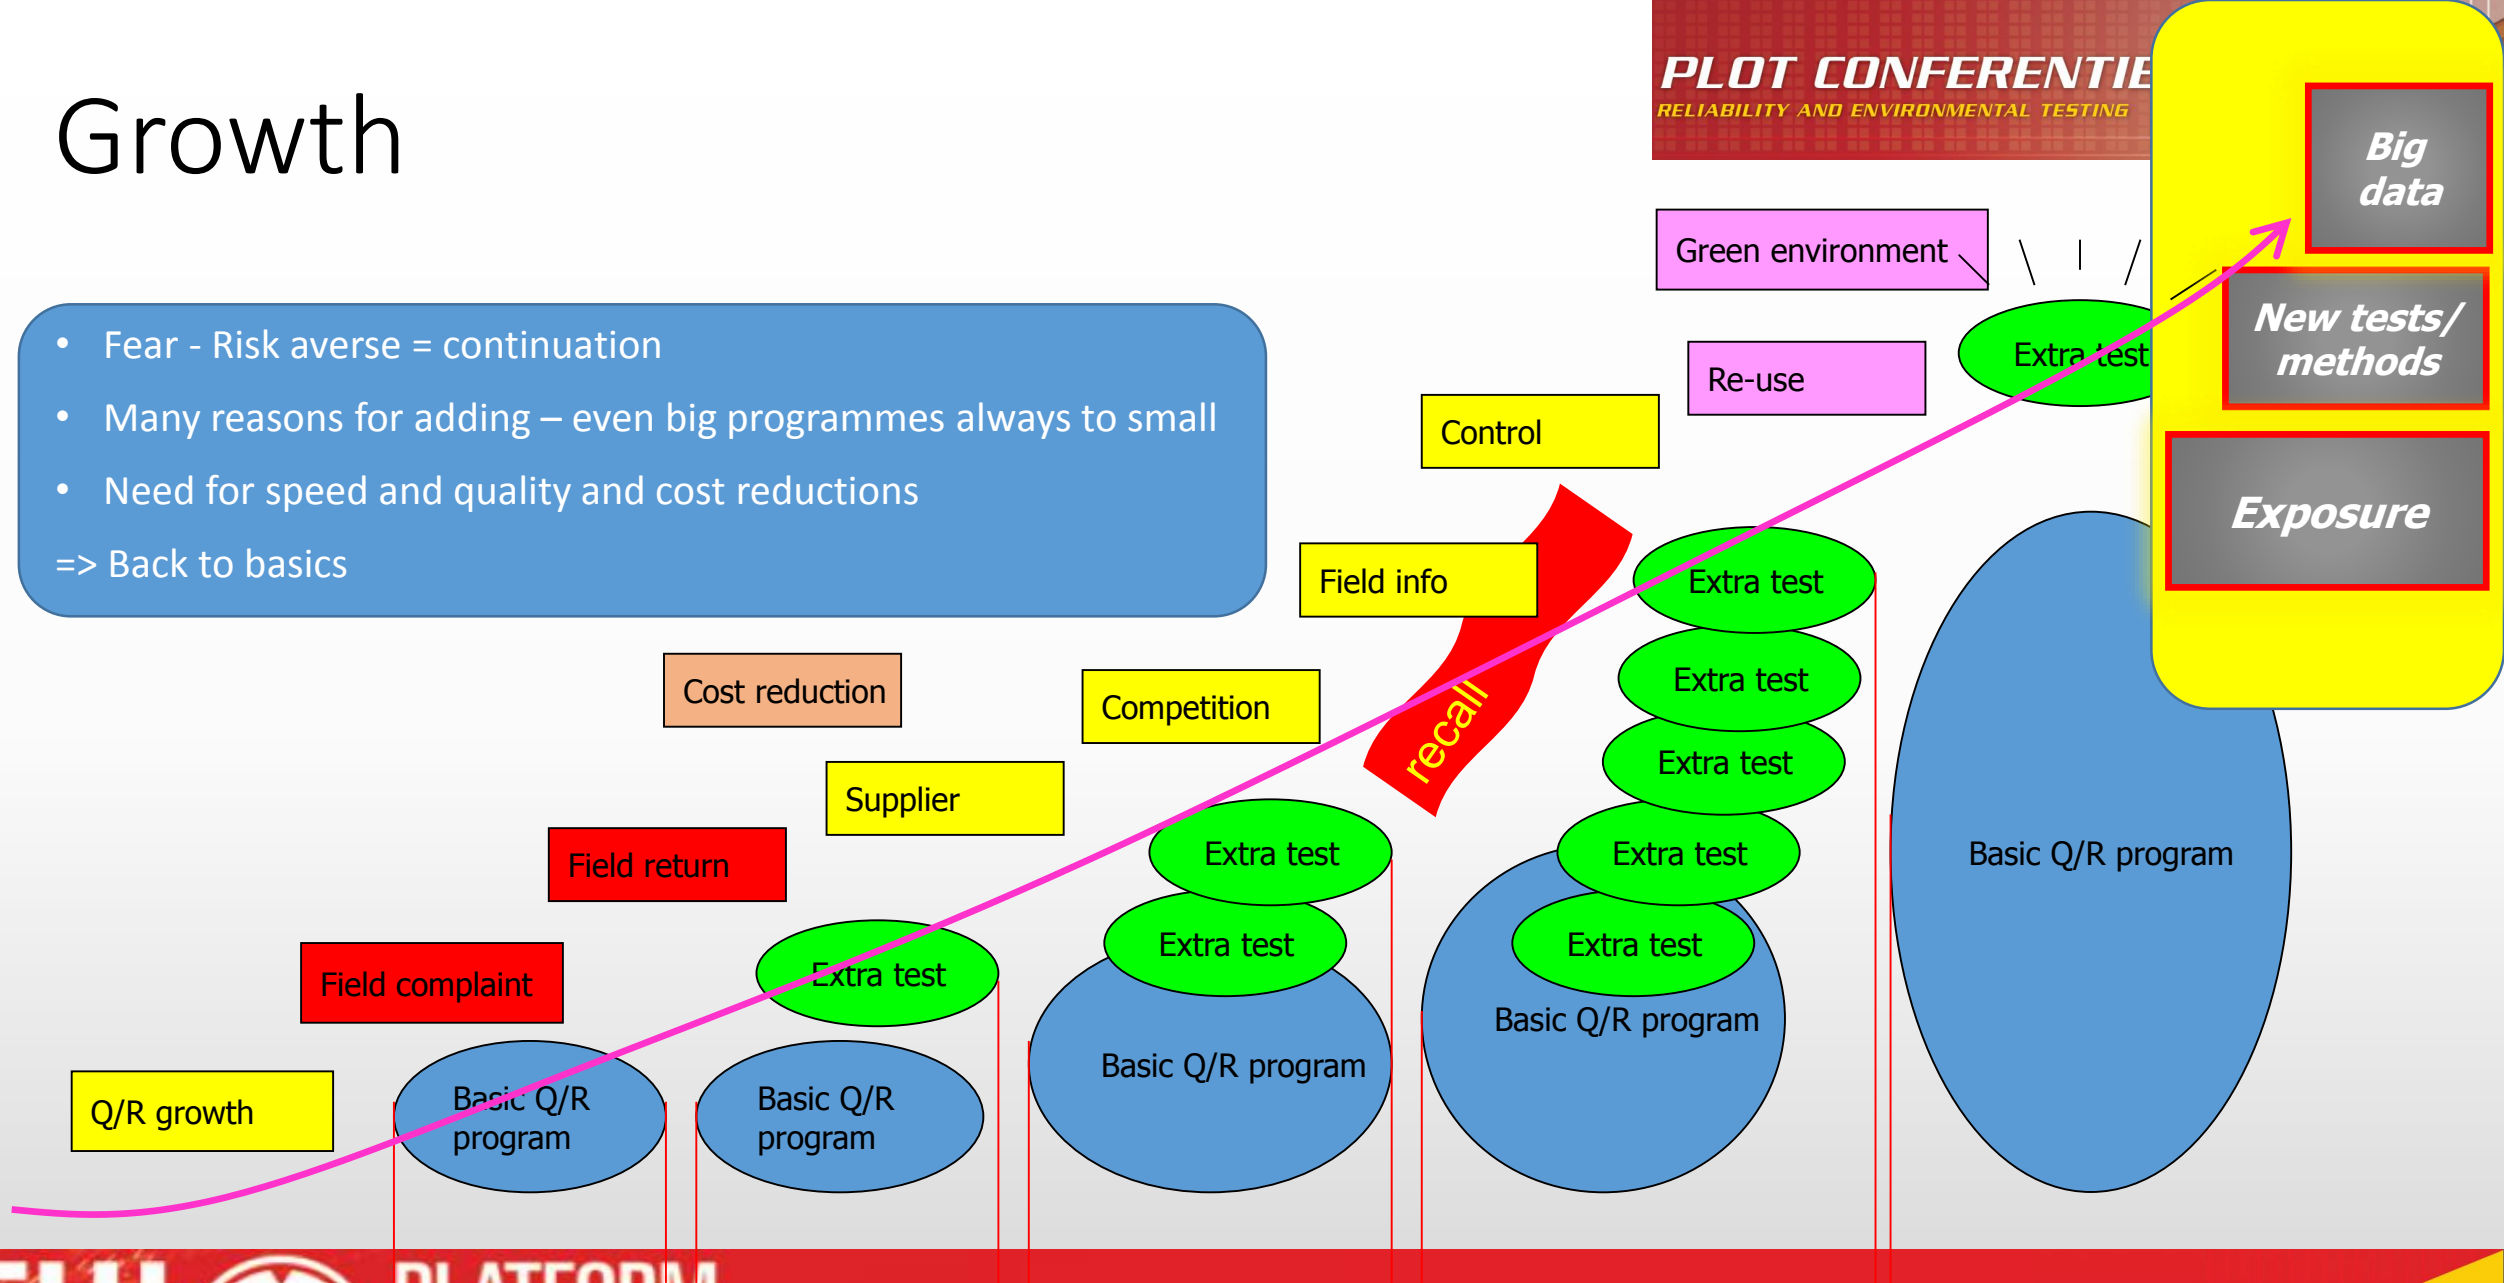 PLOT CONFERENTIE
RELIABILITY AND ENVIRONMENTAL TESTING
Growth
Big
data
Green environment
New tests/
methods
• Fear - Risk averse = continuation
• Many reasons for adding – even big programmes always to small
• Need for speed and quality and cost reductions
=> Back to basics
Extra test
Re-use
Control
Exposure
Field info
Extra test
Extra test
Cost reduction
Competition
recall
Extra test
Supplier
Field return
Extra test
Extra test
Basic Q/R program
Extra test
Extra test
Extra test
Field complaint
Basic Q/R program
Basic Q/R program
Q/R growth
Basic Q/R
program
Basic Q/R
program
PLATFORM